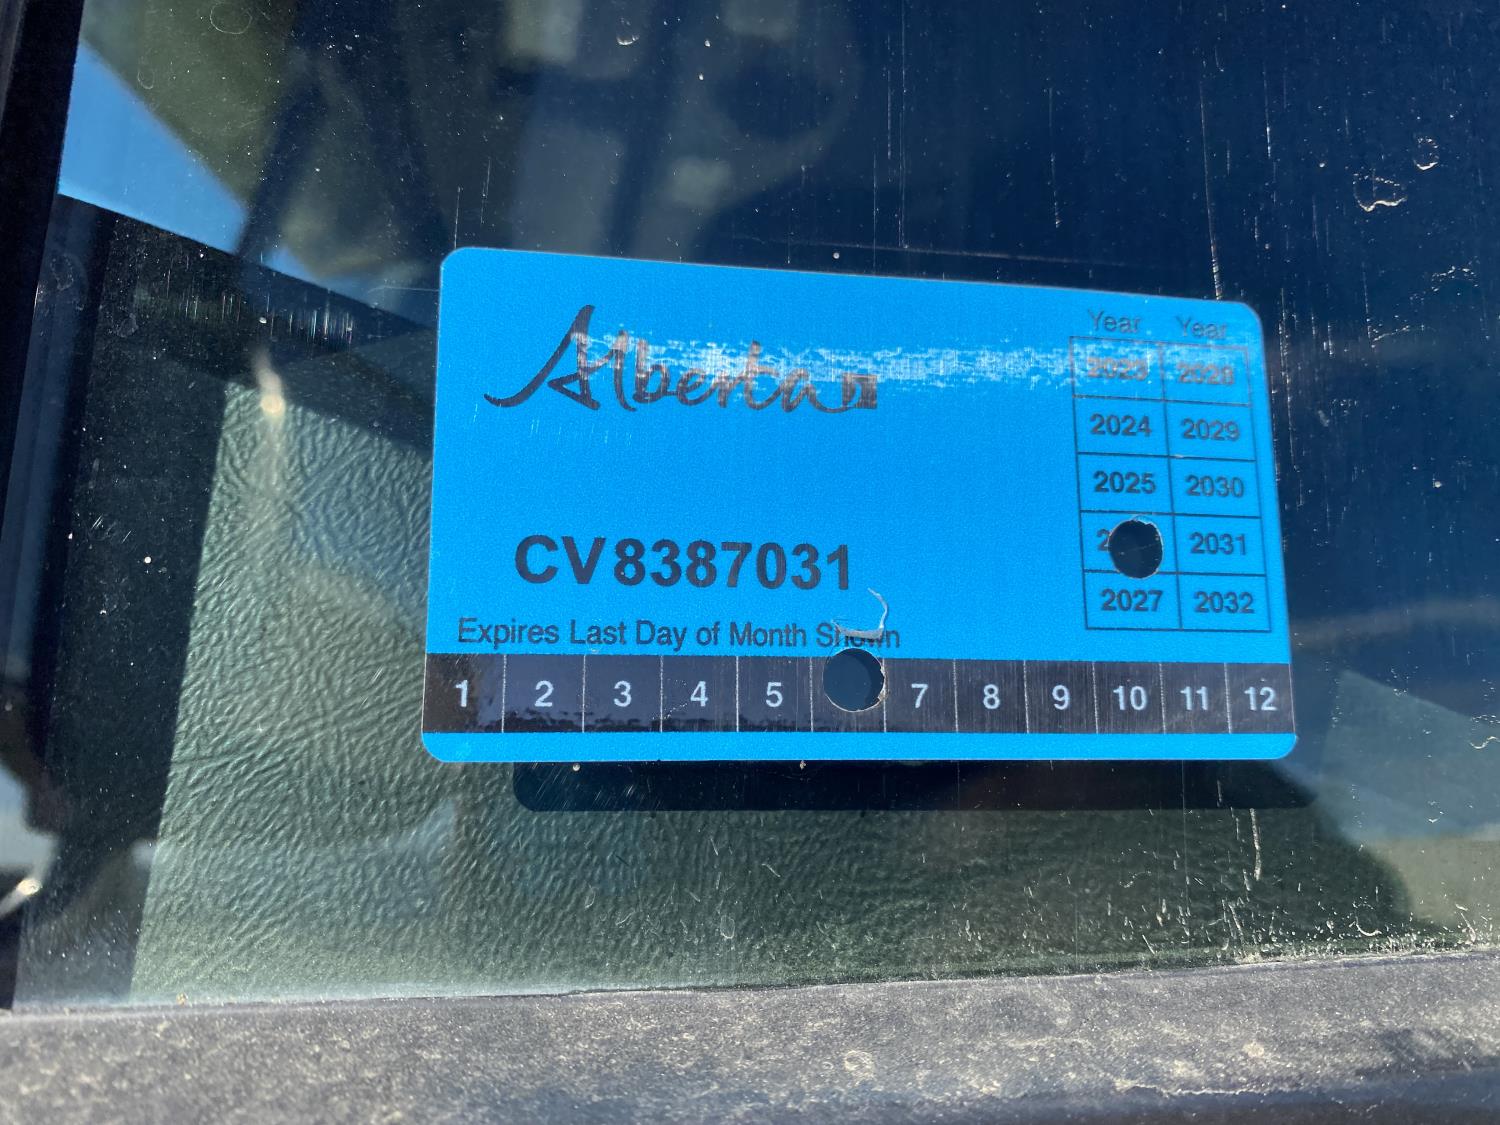 Alberta
Year Year
2023 2028
2024 2029
2025 2030
2 2031
2027 2032
CV8387031
Expires Last Day of Month Shown
1 2 3 4 5 7 8 9 10 11 12